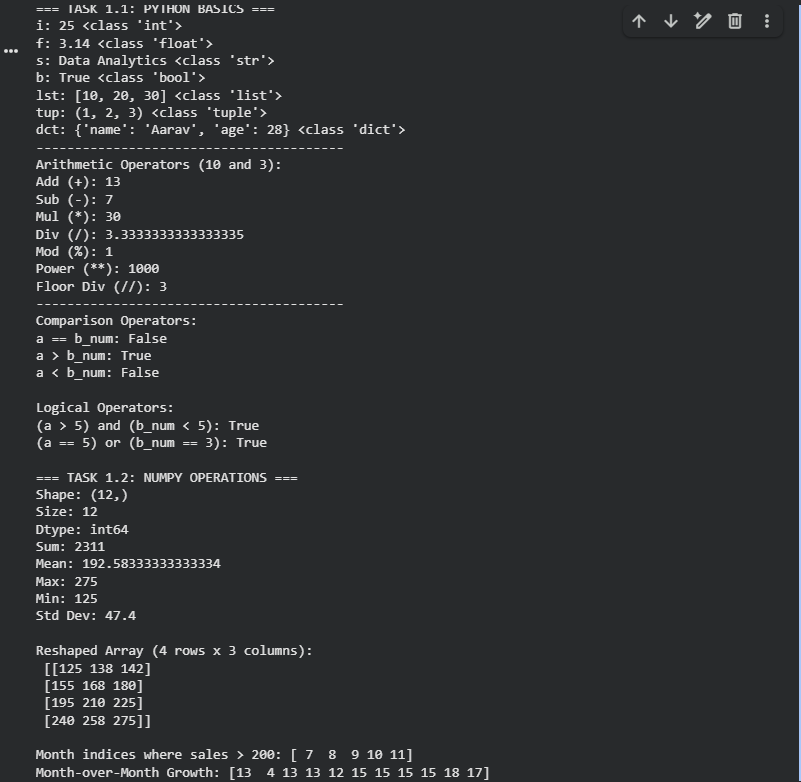 === TASK 1.1: PYTHON BASICS ===
i: 25 <class 'int'>
f: 3.14 <class 'float'>
s: Data Analytics <class 'str'>
b: True <class 'bool'>
lst: [10, 20, 30] <class 'list'>
tup: (1, 2, 3) <class 'tuple'>
dct: {'name': 'Aarav', 'age': 28} <class 'dict'>
----------------------------------------
Arithmetic Operators (10 and 3):
Add (+): 13
Sub (-): 7
Mul (*): 30
Div (/): 3.3333333333333335
Mod (%): 1
Power (**): 1000
Floor Div (//): 3
----------------------------------------
Comparison Operators:
a == b_num: False
a > b_num: True
a < b_num: False

Logical Operators:
(a > 5) and (b_num < 5): True
(a == 5) or (b_num == 3): True

=== TASK 1.2: NUMPY OPERATIONS ===
Shape: (12,)
Size: 12
Dtype: int64
Sum: 2311
Mean: 192.58333333333334
Max: 275
Min: 125
Std Dev: 47.4

Reshaped Array (4 rows x 3 columns):
[[125 138 142]
[155 168 180]
[195 210 225]
[240 258 275]]

Month indices where sales > 200: [ 7  8  9 10 11]
Month-over-Month Growth: [13  4 13 13 12 15 15 15 15 18 17]